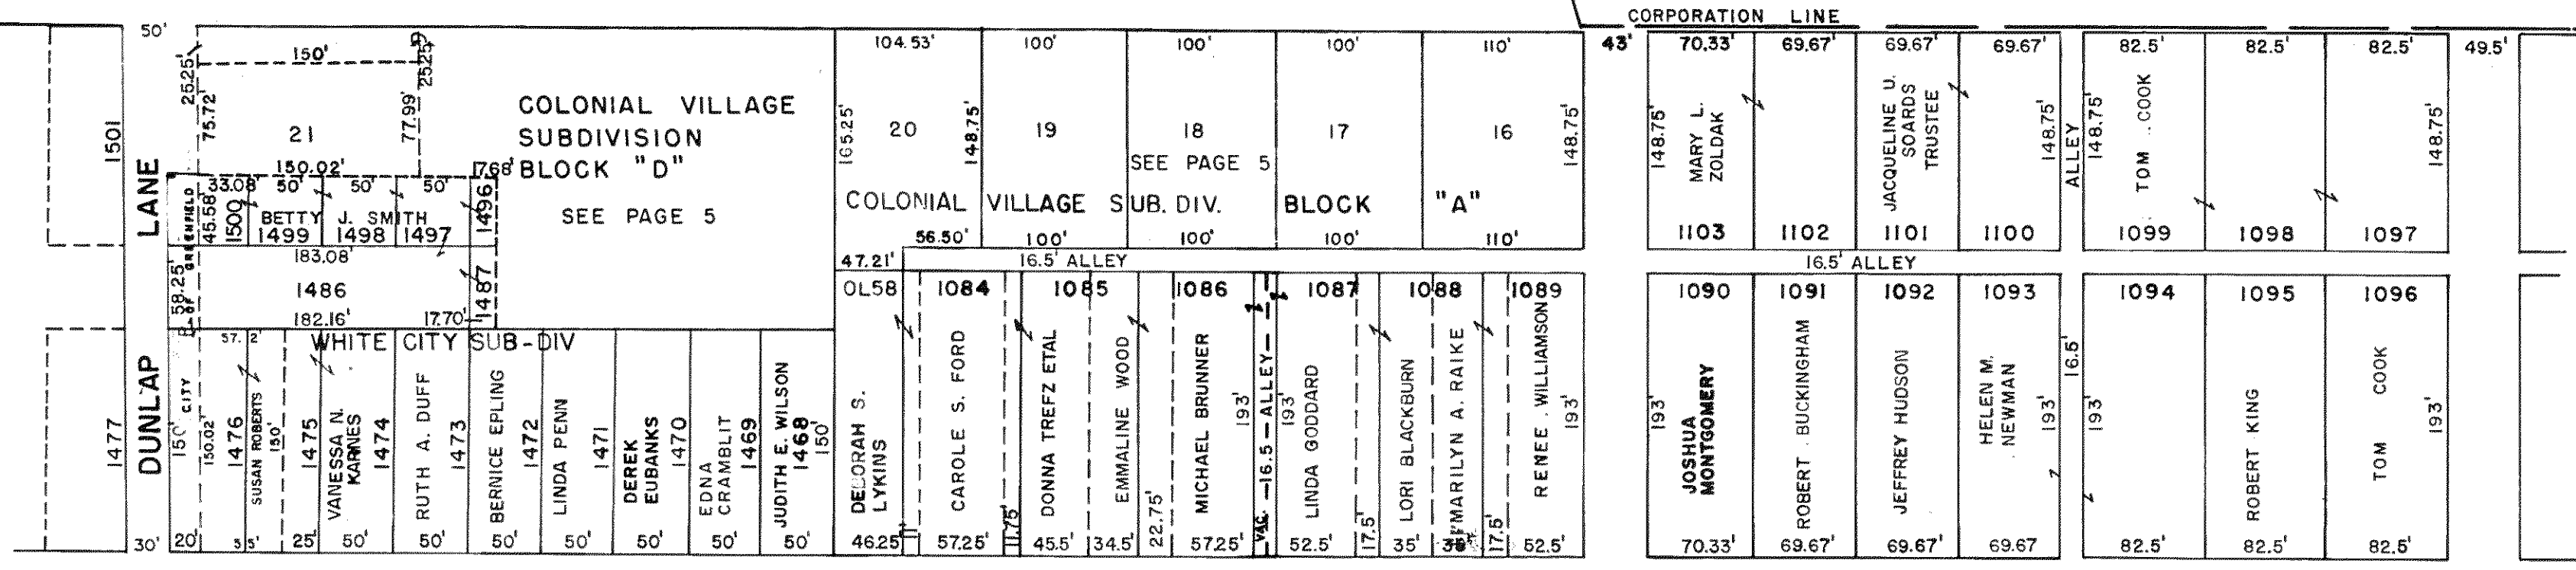 CORPORATION LINE
50'
150'
25.25'
25.25'
104.53'
100'
100'
100'
110'
43'
70.33'
69.67'
69.67'
69.67'
82.5'
82.5'
82.5'
49.5'
1501
LANE
75.72'
21
77.99'
150.02'
COLONIAL VILLAGE
SUBDIVISION
BLOCK "D"
SEE PAGE 5
165.25'
20
148.75'
19
18
SEE PAGE 5
17
16
148.75'
COLONIAL VILLAGE SUB. DIV. BLOCK "A"
56.50'
100'
100'
100'
110'
148.75'
MARY L.
ZOLDAK
JACQUELINE U.
SOARDS
TRUSTEE
148.75'
ALLEY
148.75'
TOM COOK
148.75'
1103
1102
1101
1100
1099
1098
1097
33.08'
50'
50'
50'
17.68'
45.58'
1500
BETTY J. SMITH
1499
1498
1497
1496
OF GREENFIELD
183.08'
58.25'
1486
1487
182.16'
17.70'
47.21'
16.5' ALLEY
16.5' ALLEY
OL58
1084
1085
1086
1087
1088
1089
1090
1091
1092
1093
1094
1095
1096
WHITE CITY SUB-DIV
1477
DUNLAP
150'
CITY
150.02'
1476
SUSAN ROBERTS
150'
1475
VANESSA N.
KARNES
1474
RUTH A. DUFF
1473
BERNICE EPLING
1472
LINDA PENN
1471
DEREK
EUBANKS
1470
EDNA
CRAMBLIT
1469
JUDITH E. WILSON
1468
150'
DEBORAH S.
LYKINS
CAROLE S. FORD
DONNA TREFZ ETAL
EMMALINE WOOD
MICHAEL BRUNNER
193'
VAC. 16.5 ALLEY
193'
LINDA GODDARD
LORI BLACKBURN
MARILYN A. RAIKE
RENEE WILLIAMSON
193'
193'
JOSHUA
MONTGOMERY
ROBERT BUCKINGHAM
JEFFREY HUDSON
HELEN M.
NEWMAN
193'
16.5'
193'
ROBERT KING
TOM COOK
193'
30'
20'
25'
50'
50'
50'
50'
50'
50'
50'
46.25'
11'
57.25'
11.75'
45.5'
34.5'
22.75'
57.25'
52.5'
17.5'
35'
17.5'
52.5'
70.33'
69.67'
69.67'
69.67
82.5'
82.5'
82.5'